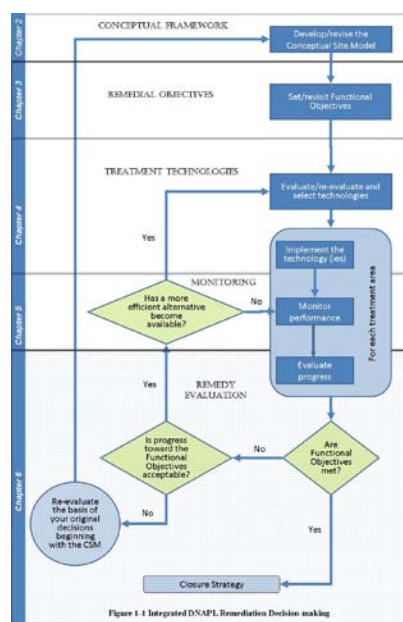 Chapter 2
CONCEPTUAL FRAMEWORK
Develop/revise the
Conceptual Site Model
Chapter 3
REMEDIAL OBJECTIVES
Set/revisit Functional
Objectives
Chapter 4
TREATMENT TECHNOLOGIES
Evaluate/re-evaluate and
select technologies
Yes
Implement the
technology (ies)
For each treatment area
Chapter 5
MONITORING
Has a more
efficient alternative
become
available?
No
Monitor
performance
Evaluate
progress
Chapter 6
Yes
REMEDY
EVALUATION
Is progress
toward the
Functional
Objectives
acceptable?
No
Are
Functional
Objectives
met?
No
Yes
Re-evaluate
the basis of
your original
decisions
beginning
with the CSM
Closure Strategy
Figure 1-1 Integrated DNAPL Remediation Decision-making